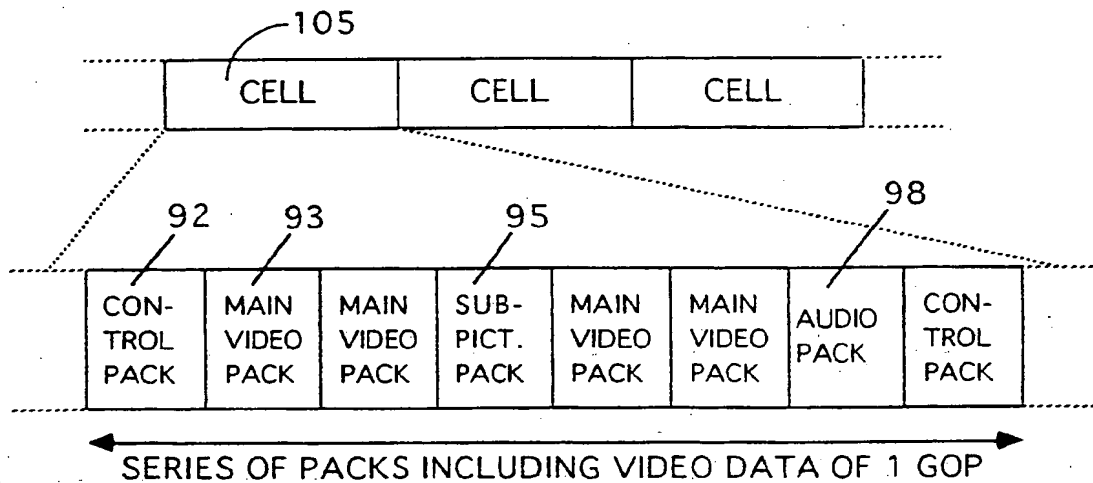 105
CELL CELL CELL
92 93 95 98
CON- MAIN MAIN SUB- MAIN MAIN AUDIO CON-
TROL VIDEO VIDEO PICT. VIDEO VIDEO PACK TROL
PACK PACK PACK PACK PACK PACK PACK
SERIES OF PACKS INCLUDING VIDEO DATA OF 1 GOP